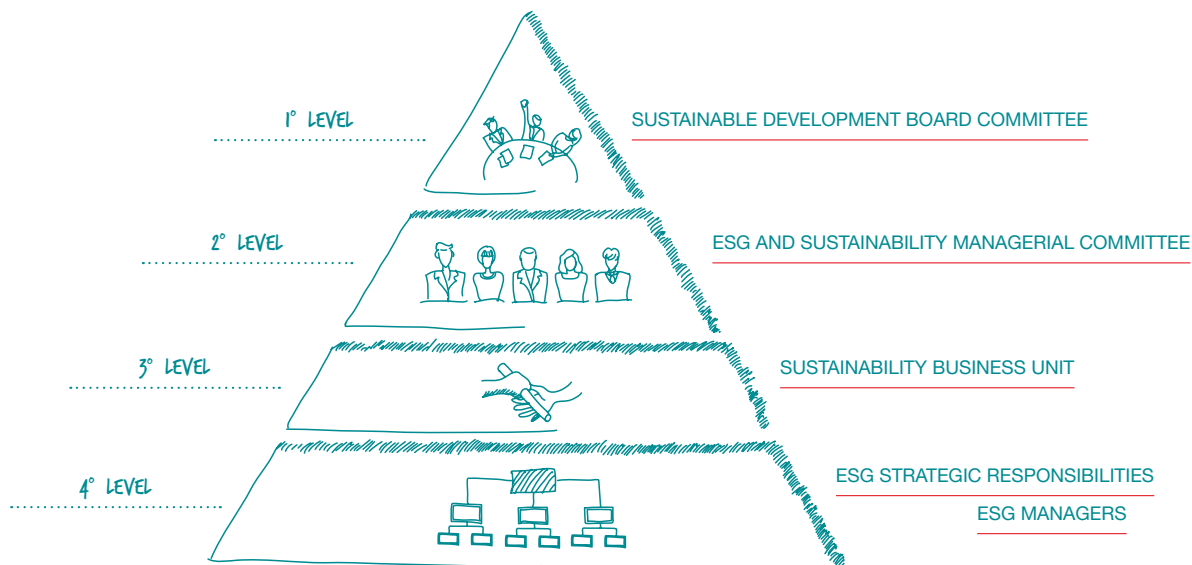 1° LEVEL
SUSTAINABLE DEVELOPMENT BOARD COMMITTEE
2° LEVEL
ESG AND SUSTAINABILITY MANAGERIAL COMMITTEE
3° LEVEL
SUSTAINABILITY BUSINESS UNIT
4° LEVEL
ESG STRATEGIC RESPONSIBILITIES
ESG MANAGERS